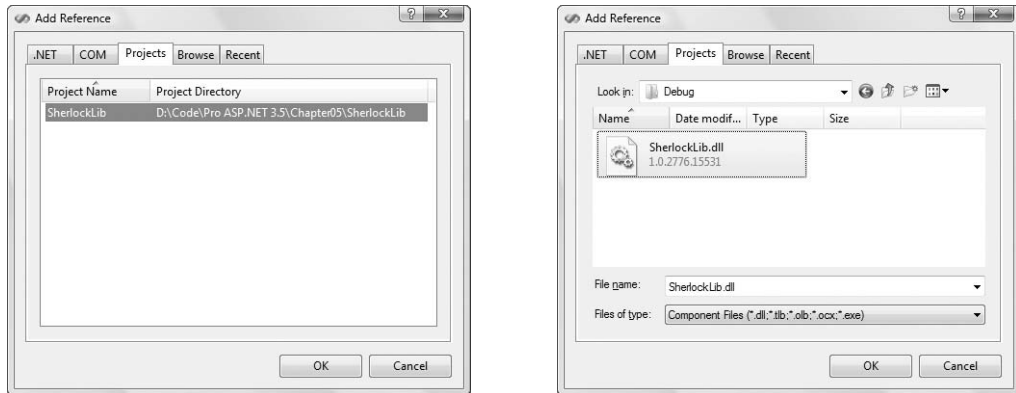 Add Reference
.NET COM Projects Browse Recent
Project Name Project Directory
SherlockLib D:\Code\Pro ASP.NET 3.5\Chapter05\SherlockLib
OK Cancel
Add Reference
.NET COM Projects Browse Recent
Look in: Debug
Name Date modif... Type Size
SherlockLib.dll
1.0.2776.15531
File name: SherlockLib.dll
Files of type: Component Files (*.dll;*.tlb;*.olb;*.ocx;*.exe)
OK Cancel